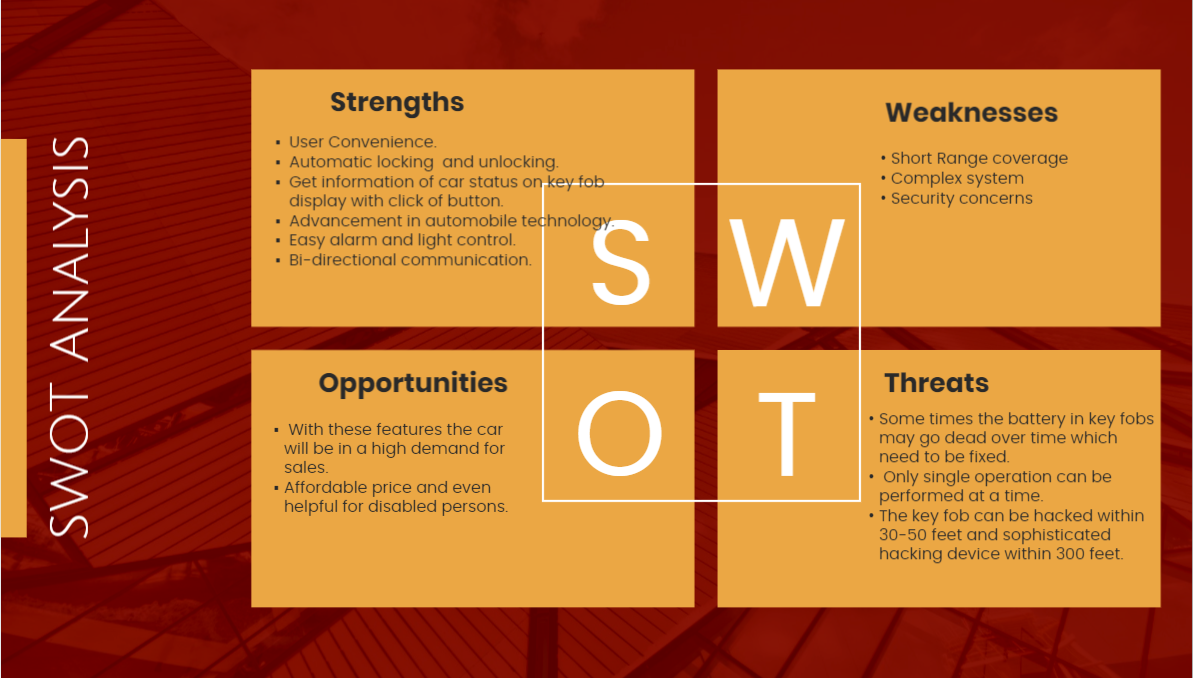 SWOT ANALYSIS
Strengths
▪ User Convenience.
▪ Automatic locking  and unlocking.
▪ Get information of car status on key fob
display with click of button.
▪ Advancement in automobile technology.
▪ Easy alarm and light control.
▪ Bi-directional communication.
Weaknesses
• Short Range coverage
• Complex system
• Security concerns
S W
O T
Opportunities
▪ With these features the car
will be in a high demand for
sales.
▪ Affordable price and even
helpful for disabled persons.
Threats
• Some times the battery in key fobs
may go dead over time which
need to be fixed.
• Only single operation can be
performed at a time.
• The key fob can be hacked within
30-50 feet and sophisticated
hacking device within 300 feet.